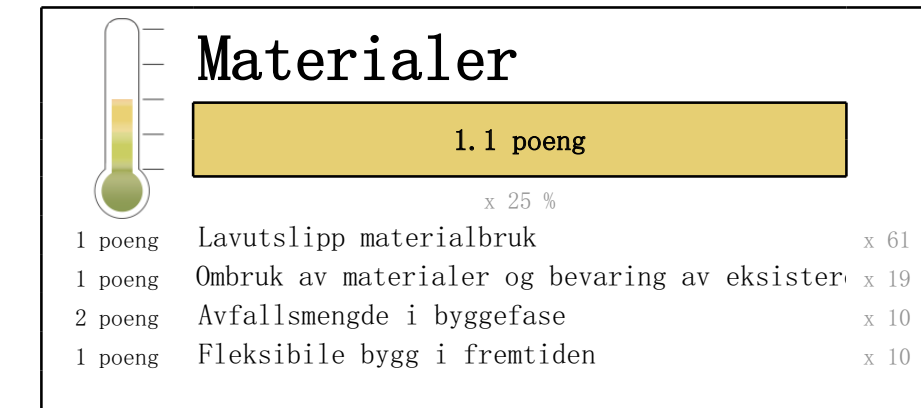 Materialer
1.1 poeng
x 25 %
1 poeng Lavutslipp materialbruk x 61
1 poeng Ombruk av materialer og bevaring av x 19
2 poeng Avfallsmengde i byggefase x 10
1 poeng Fleksibile bygg i fremtiden x 10